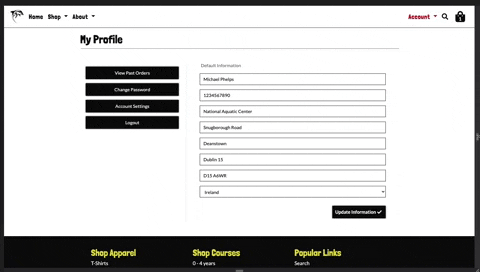 Home Shop About Account
My Profile
View Past Orders
Change Password
Account Settings
Logout
Default Information
Michael Phelps
1234567890
National Aquatic Center
Snugborough Road
Deanstown
Dublin 15
D15 A6WR
Ireland
Update Information
Shop Apparel Shop Courses Popular Links
T-Shirts 0 - 4 years Search